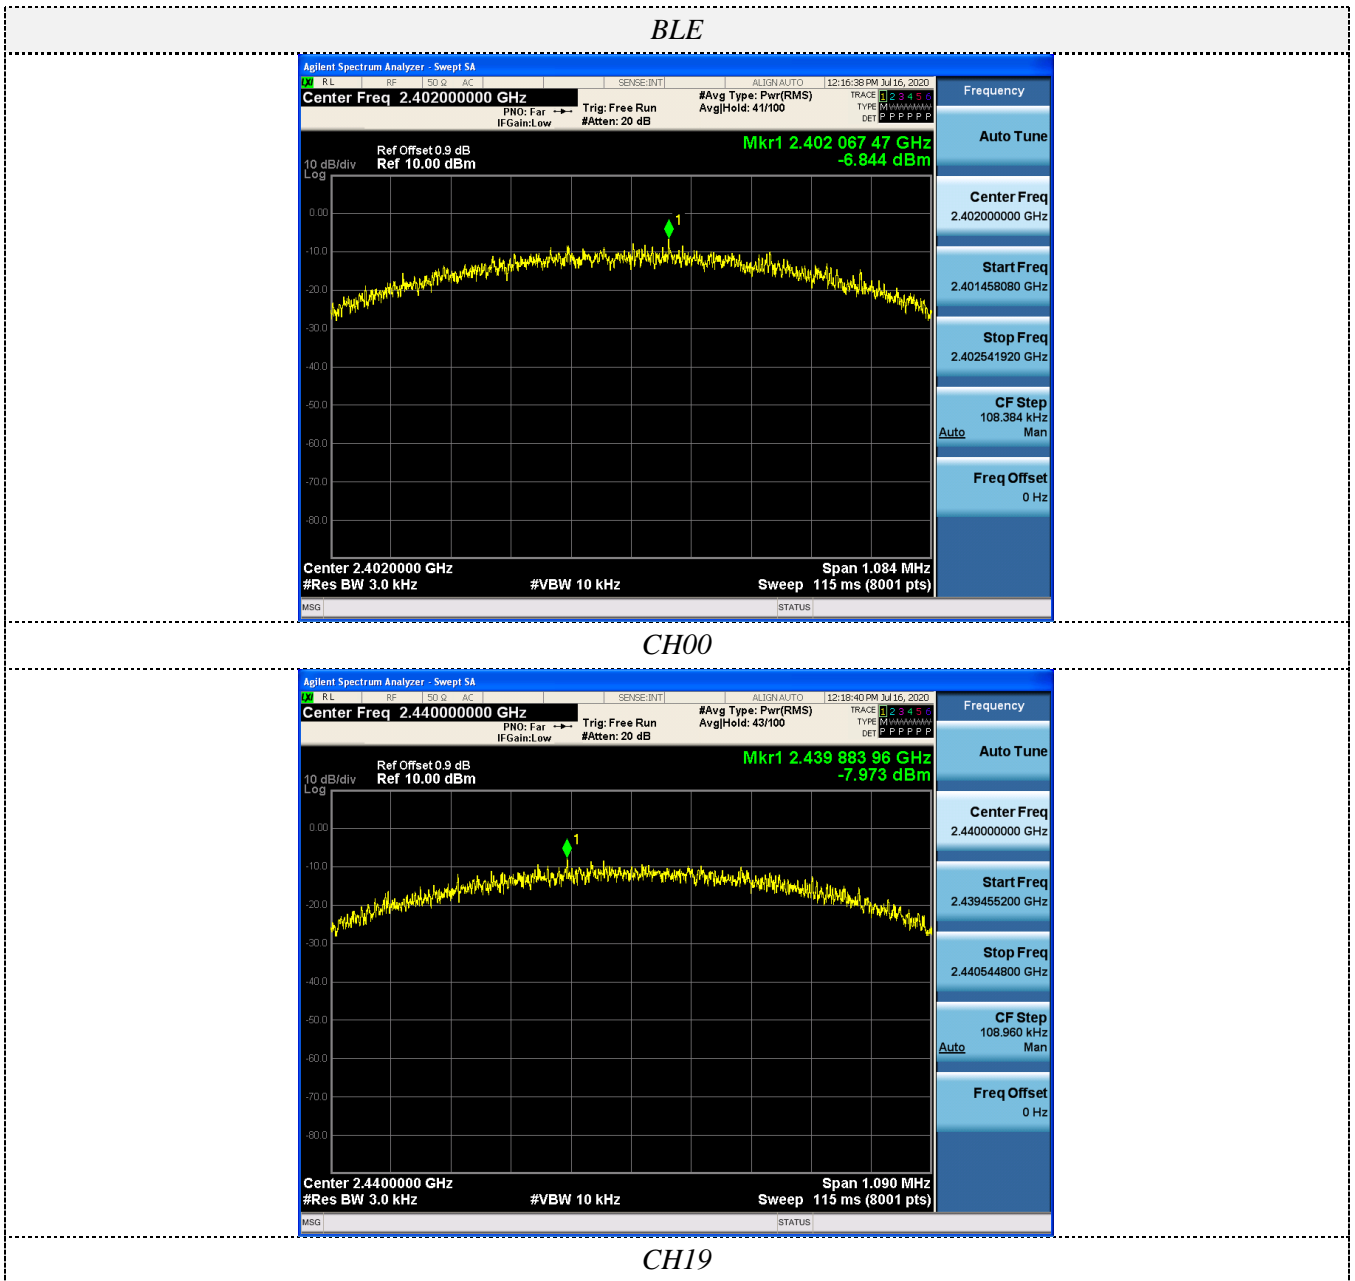 BLE
Agilent Spectrum Analyzer - Swept SA
LXI RL RF 50 Ω AC SENSE:INT ALIGN AUTO 12:16:38 PM Jul 16, 2020
Center Freq 2.402000000 GHz
PNO: Far
IFGain:Low
Trig: Free Run
#Atten: 20 dB
#Avg Type: Pwr(RMS)
Avg|Hold: 41/100
TRACE 1 2 3 4 5 6
TYPE M
DET P P P P P P
Mkr1 2.402 067 47 GHz
-6.844 dBm
Ref Offset 0.9 dB
10 dB/div Ref 10.00 dBm
Log
1
0.00
-10.0
-20.0
-30.0
-40.0
-50.0
-60.0
-70.0
-80.0
Center 2.4020000 GHz Span 1.084 MHz
#Res BW 3.0 kHz #VBW 10 kHz Sweep 115 ms (8001 pts)
MSG STATUS
Frequency
Auto Tune
Center Freq
2.402000000 GHz
Start Freq
2.401458080 GHz
Stop Freq
2.402541920 GHz
CF Step
108.384 kHz
Auto Man
Freq Offset
0 Hz
CH00
Agilent Spectrum Analyzer - Swept SA
LXI RL RF 50 Ω AC SENSE:INT ALIGN AUTO 12:18:40 PM Jul 16, 2020
Center Freq 2.440000000 GHz
PNO: Far
IFGain:Low
Trig: Free Run
#Atten: 20 dB
#Avg Type: Pwr(RMS)
Avg|Hold: 43/100
TRACE 1 2 3 4 5 6
TYPE M
DET P P P P P P
Mkr1 2.439 883 96 GHz
-7.973 dBm
Ref Offset 0.9 dB
10 dB/div Ref 10.00 dBm
Log
1
0.00
-10.0
-20.0
-30.0
-40.0
-50.0
-60.0
-70.0
-80.0
Center 2.4400000 GHz Span 1.090 MHz
#Res BW 3.0 kHz #VBW 10 kHz Sweep 115 ms (8001 pts)
MSG STATUS
Frequency
Auto Tune
Center Freq
2.440000000 GHz
Start Freq
2.439455200 GHz
Stop Freq
2.440544800 GHz
CF Step
108.960 kHz
Auto Man
Freq Offset
0 Hz
CH19